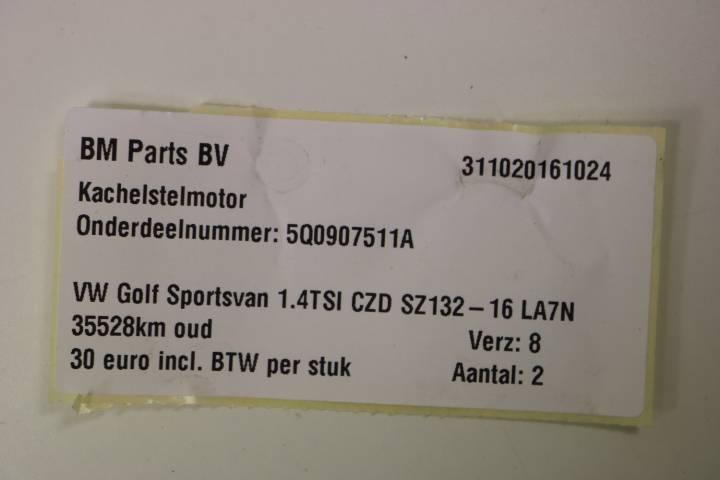 BM Parts BV 311020161024
Kachelstelmotor
Onderdeelnummer: 5Q0907511A
VW Golf Sportsvan 1.4TSI CZD SZ132-16 LA7N
35528km oud Verz: 8
30 euro incl. BTW per stuk Aantal: 2